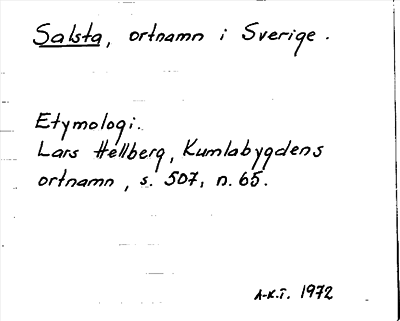 Salsta, ortnamn i Sverige.
Etymologi.
Lars Hellberg, Kumlabygdens
ortnamn, s. 507, n. 65.
A-K.T. 1972